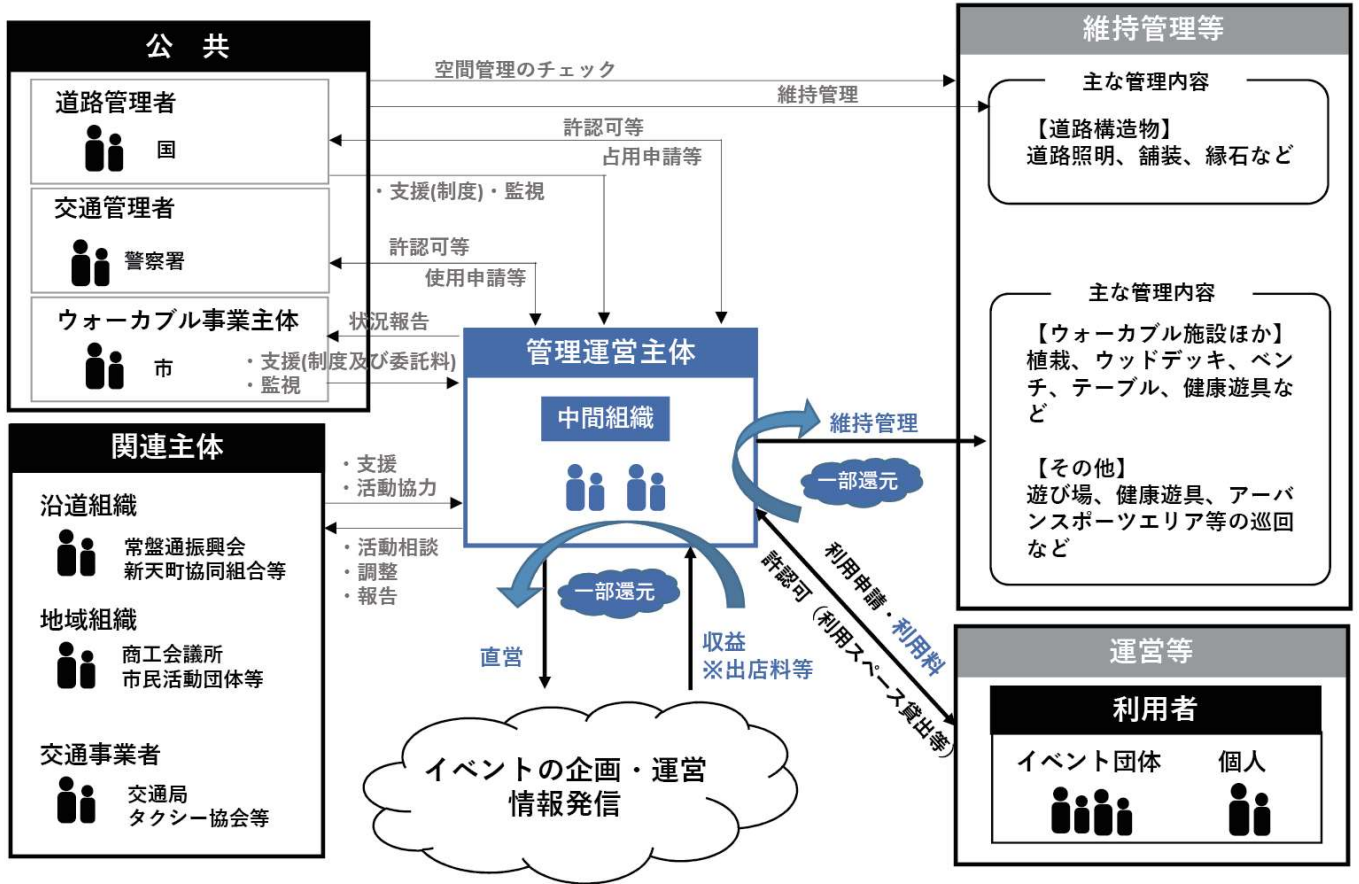 公　共
道路管理者
国
交通管理者
警察署
ウォーカブル事業主体
市
空間管理のチェック
維持管理
許認可等
占用申請等
・支援(制度)・監視
許認可等
使用申請等
状況報告
・支援(制度及び委託料)
・監視
関連主体
沿道組織
常盤通振興会
新天町協同組合等
地域組織
商工会議所
市民活動団体等
交通事業者
交通局
タクシー協会等
・支援
・活動協力
・活動相談
・調整
・報告
管理運営主体
中間組織
維持管理
一部還元
一部還元
直営
収益
※出店料等
利用申請・利用料
許認可（利用スペース貸出等）
イベントの企画・運営
情報発信
維持管理等
主な管理内容
【道路構造物】
道路照明、舗装、縁石など
主な管理内容
【ウォーカブル施設ほか】
植栽、ウッドデッキ、ベン
チ、テーブル、健康遊具な
ど
【その他】
遊び場、健康遊具、アーバ
ンスポーツエリア等の巡回
など
運営等
利用者
イベント団体
個人